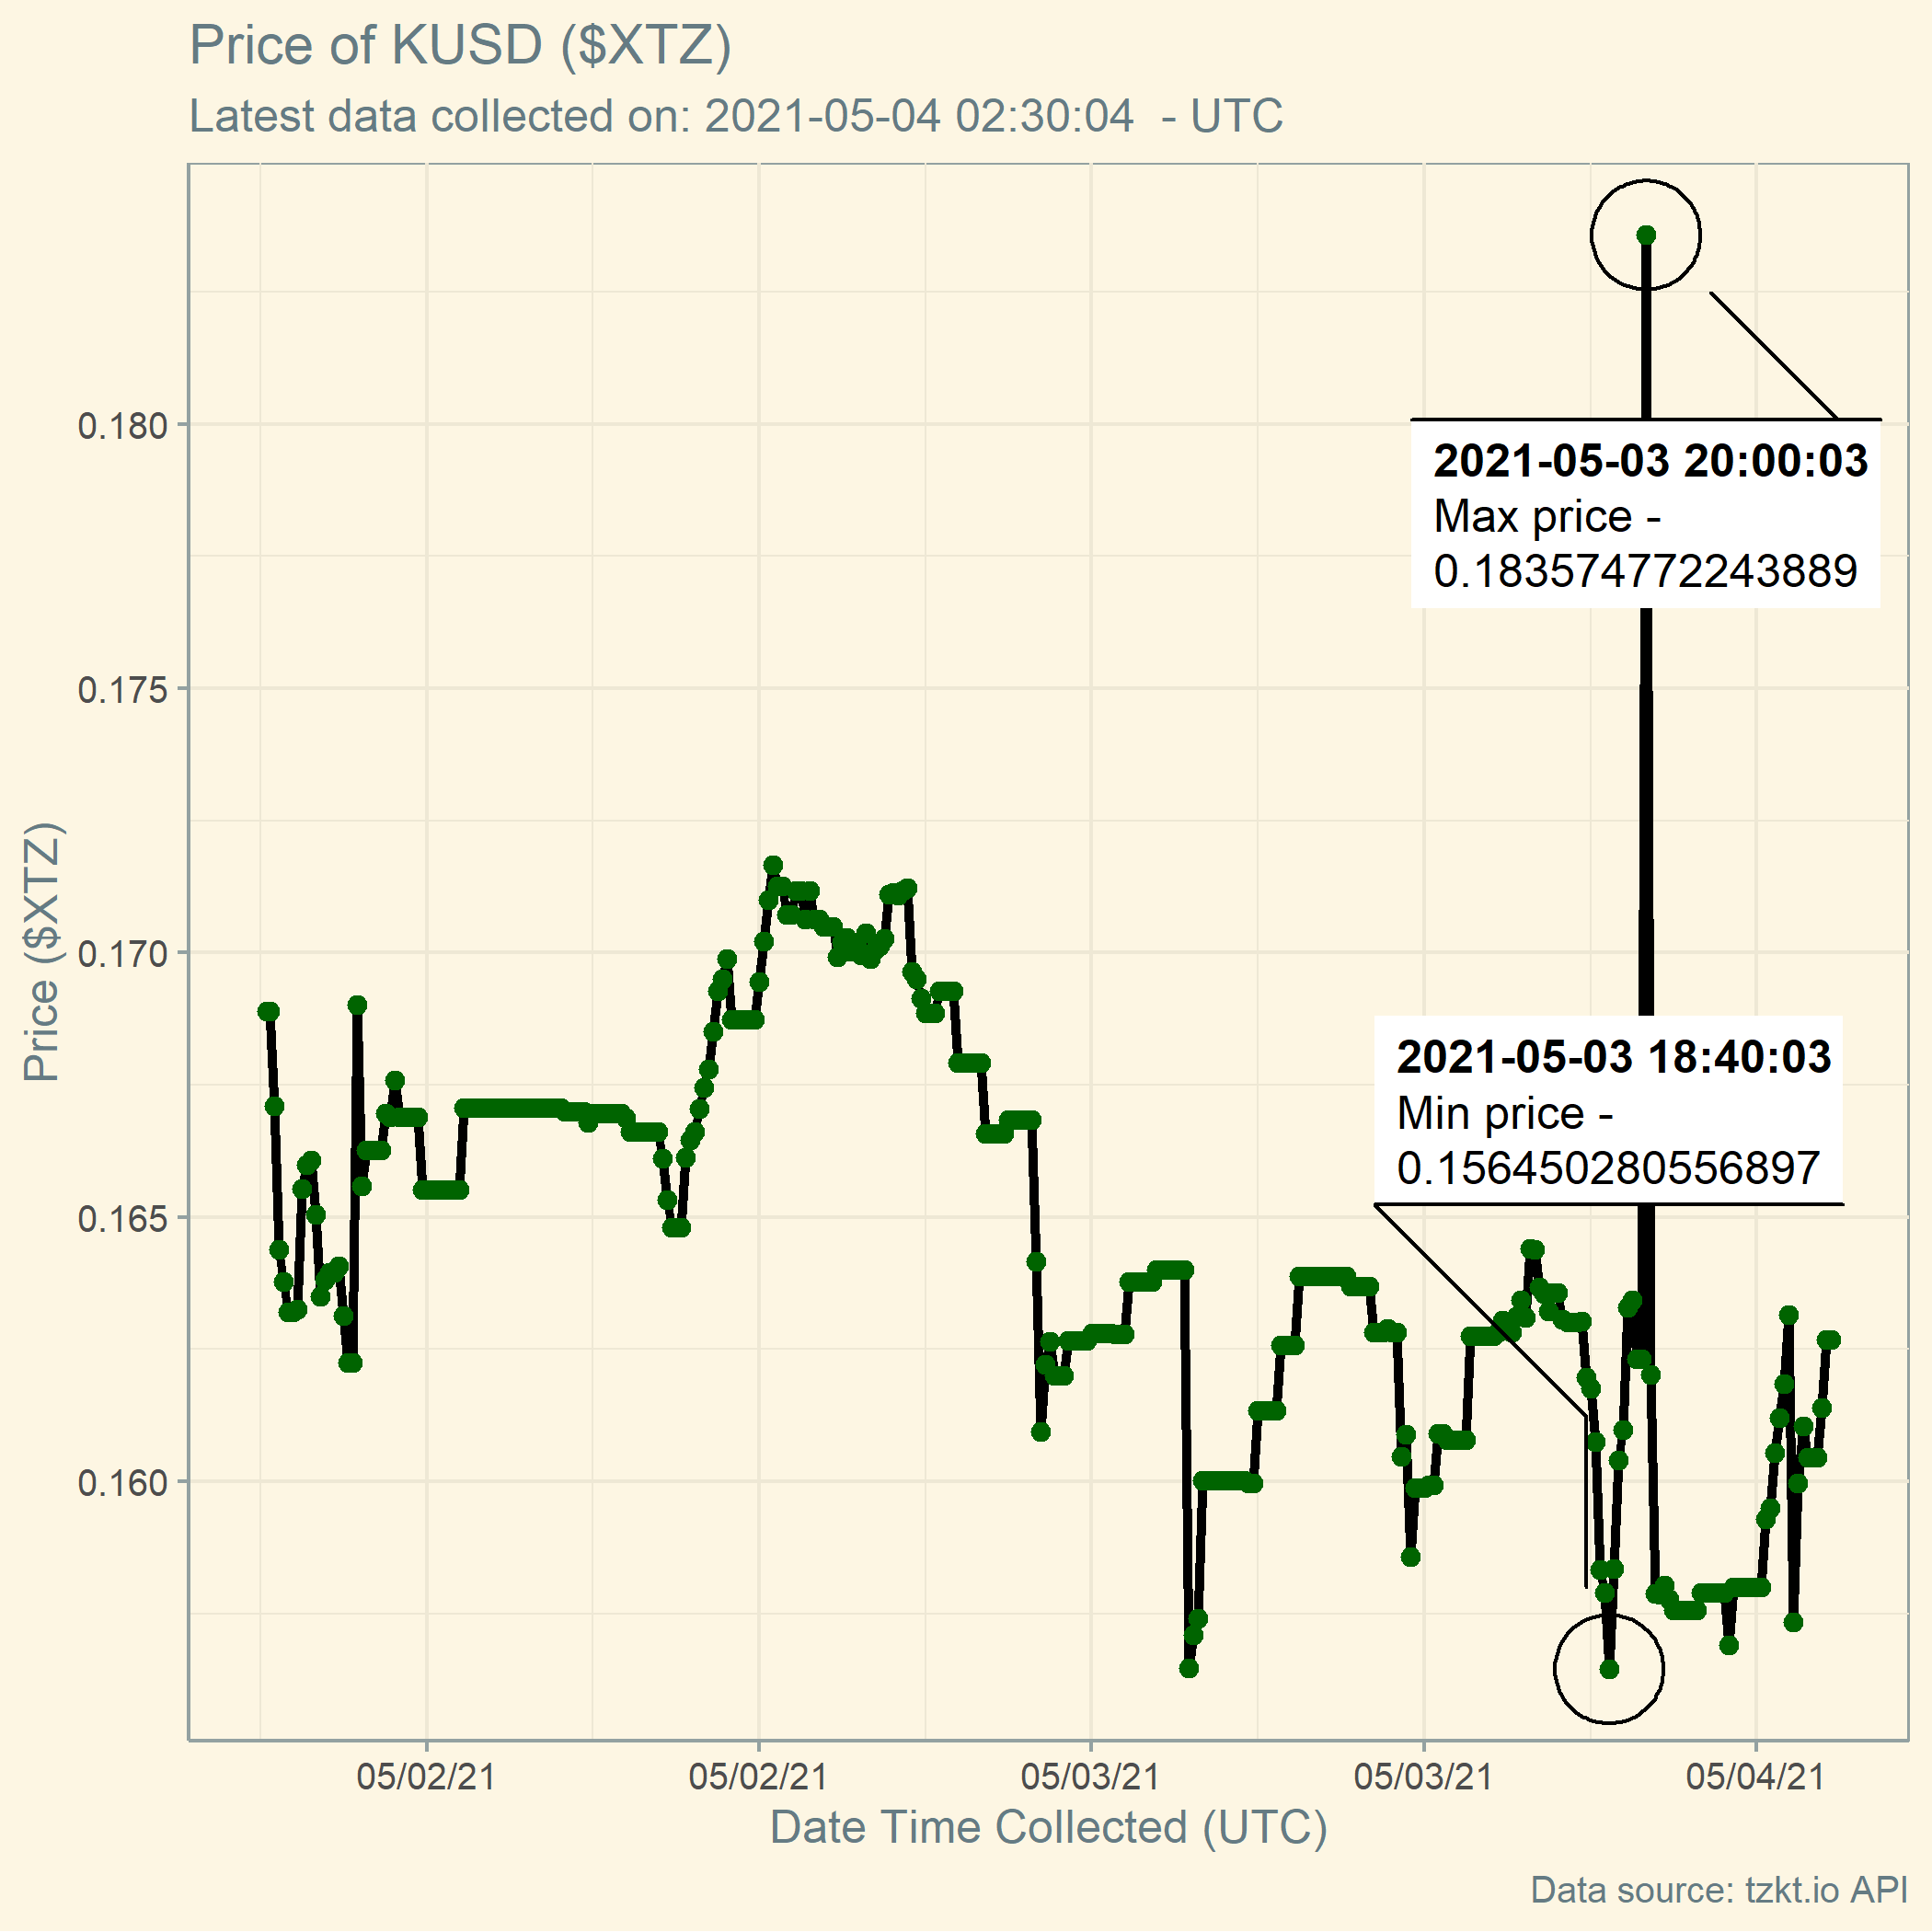 Price of KUSD ($XTZ)
Latest data collected on: 2021-05-04 02:30:04  - UTC
0.180
0.175
0.170
0.165
0.160
Price ($XTZ)
2021-05-03 20:00:03
Max price -
0.183574772243889
2021-05-03 18:40:03
Min price -
0.156450280556897
05/02/21
05/02/21
05/03/21
05/03/21
05/04/21
Date Time Collected (UTC)
Data source: tzkt.io API